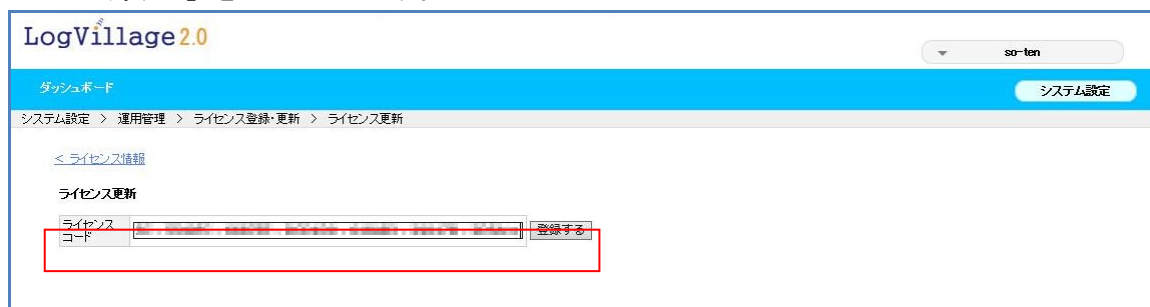 LogVillage 2.0
so-ten
ダッシュボード
システム設定
システム設定 > 運用管理 > ライセンス登録・更新 > ライセンス更新
< ライセンス情報
ライセンス更新
ライセンス
コード
登録する